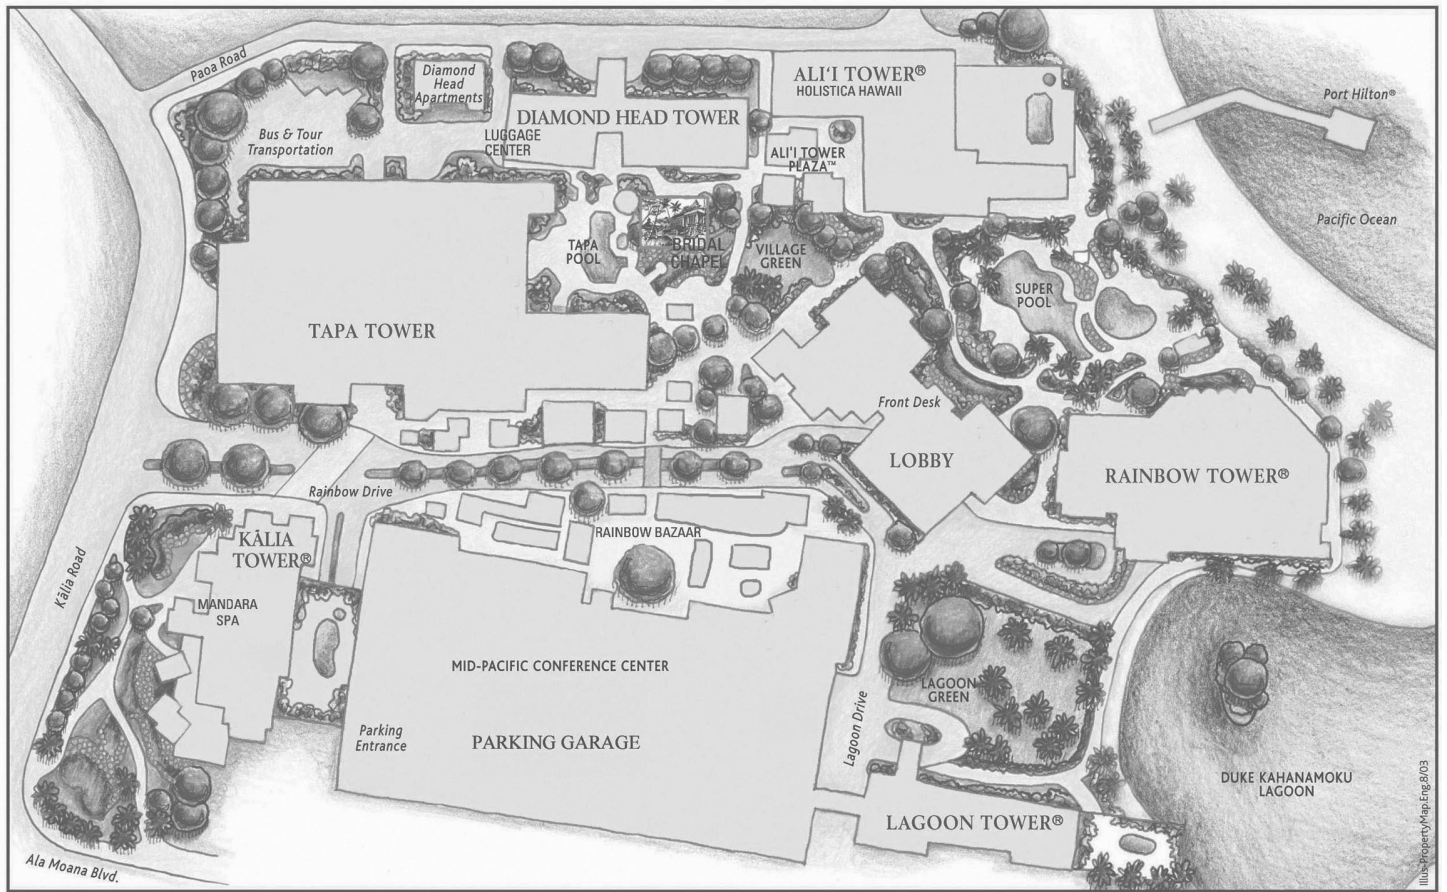 Paoa Road
Diamond
Head
Apartments
ALI‘I TOWER®
HOLISTICA HAWAII
Port Hilton®
Bus & Tour
Transportation
LUGGAGE
CENTER
DIAMOND HEAD TOWER
ALI‘I TOWER
PLAZA™
Pacific Ocean
TAPA
POOL
BRIDAL
CHAPEL
VILLAGE
GREEN
SUPER
POOL
TAPA TOWER
Front Desk
LOBBY
RAINBOW TOWER®
Rainbow Drive
RAINBOW BAZAAR
KĀLIA
TOWER®
Kālia Road
MANDARA
SPA
MID-PACIFIC CONFERENCE CENTER
LAGOON
GREEN
Parking
Entrance
PARKING GARAGE
Lagoon Drive
DUKE KAHANAMOKU
LAGOON
LAGOON TOWER®
Ala Moana Blvd.
Illus-PropertyMap.Eng.8/03